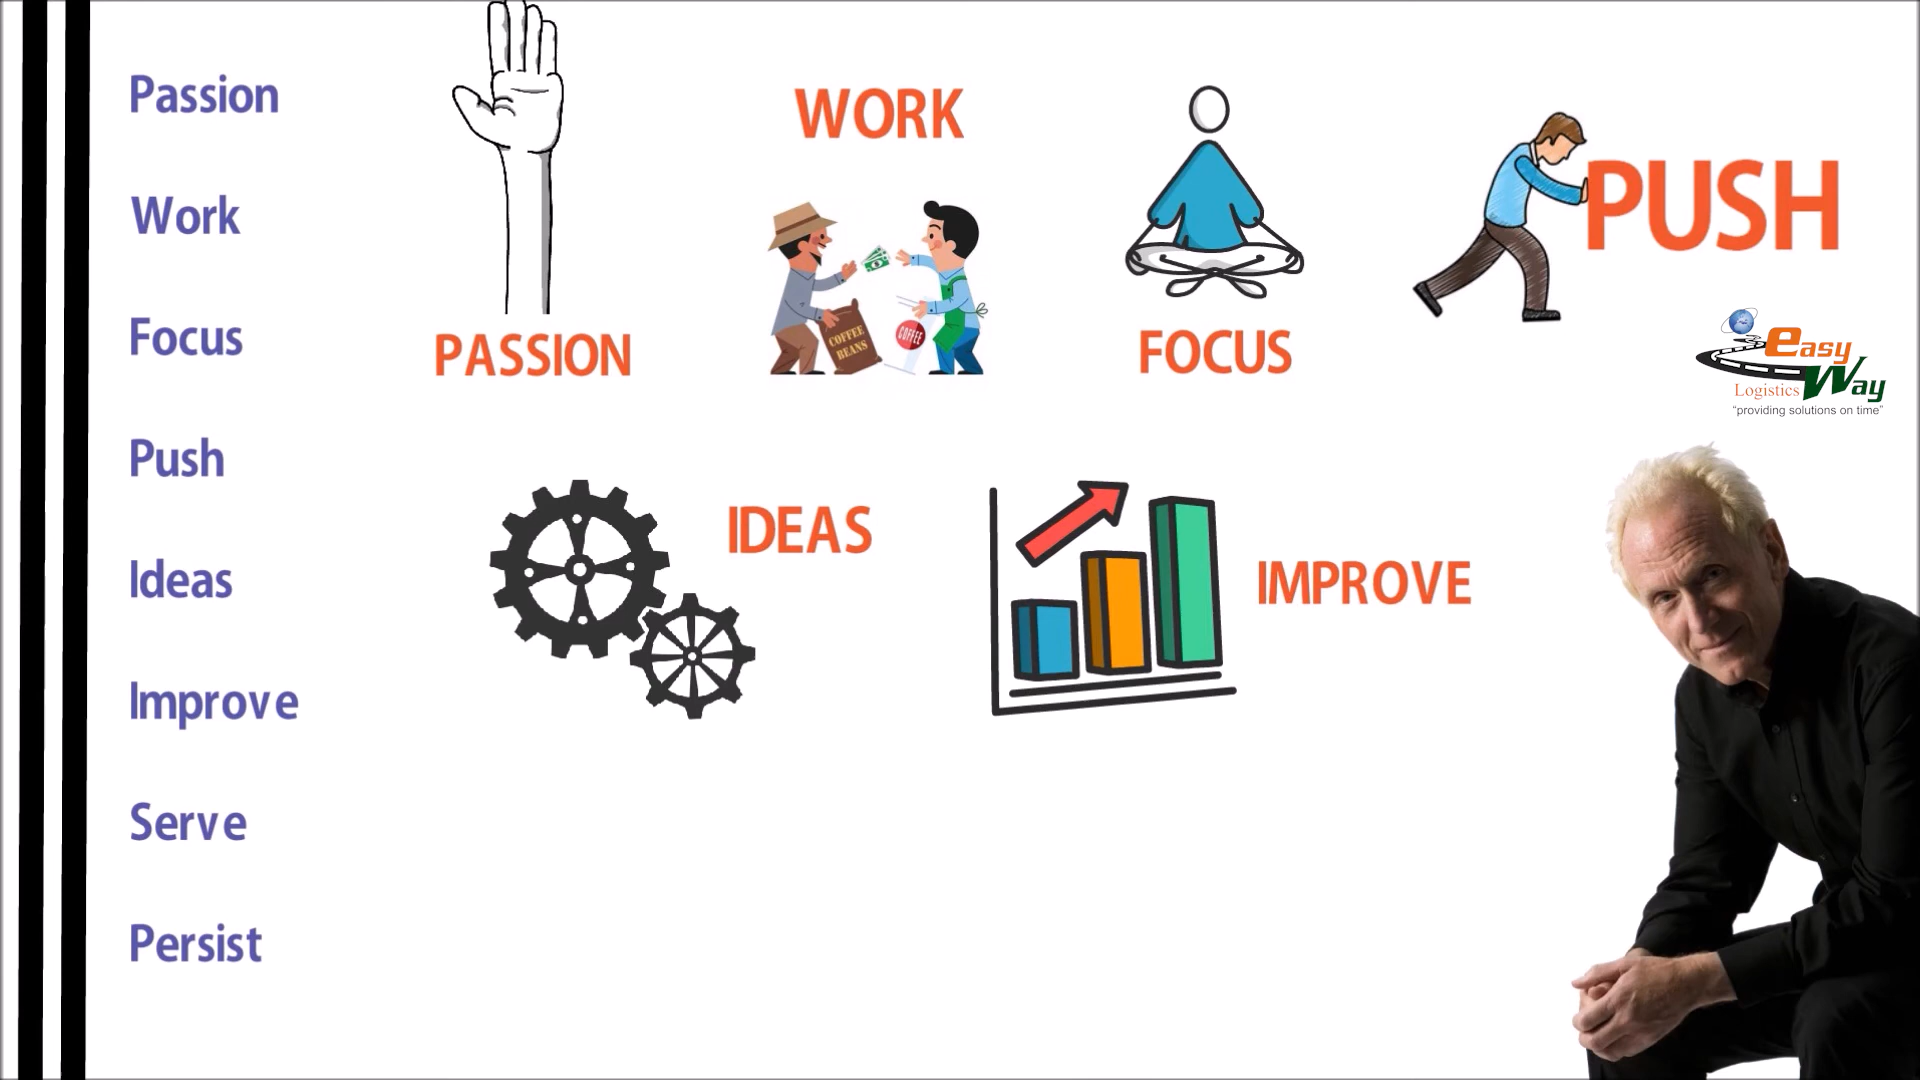 Passion
Work
Focus
Push
Ideas
Improve
Serve
Persist
PASSION
WORK
COFFEE
BEANS
COFFEE
FOCUS
PUSH
easy
Way
Logistics
"providing solutions on time"
IDEAS
IMPROVE